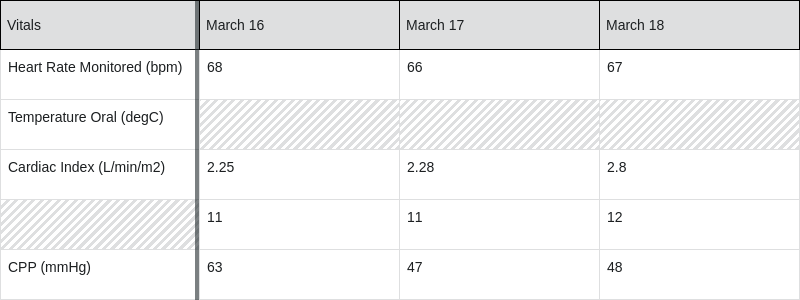 Vitals March 16 March 17 March 18
Heart Rate Monitored (bpm) 68 66 67
Temperature Oral (degC)
Cardiac Index (L/min/m2) 2.25 2.28 2.8
11 11 12
CPP (mmHg) 63 47 48